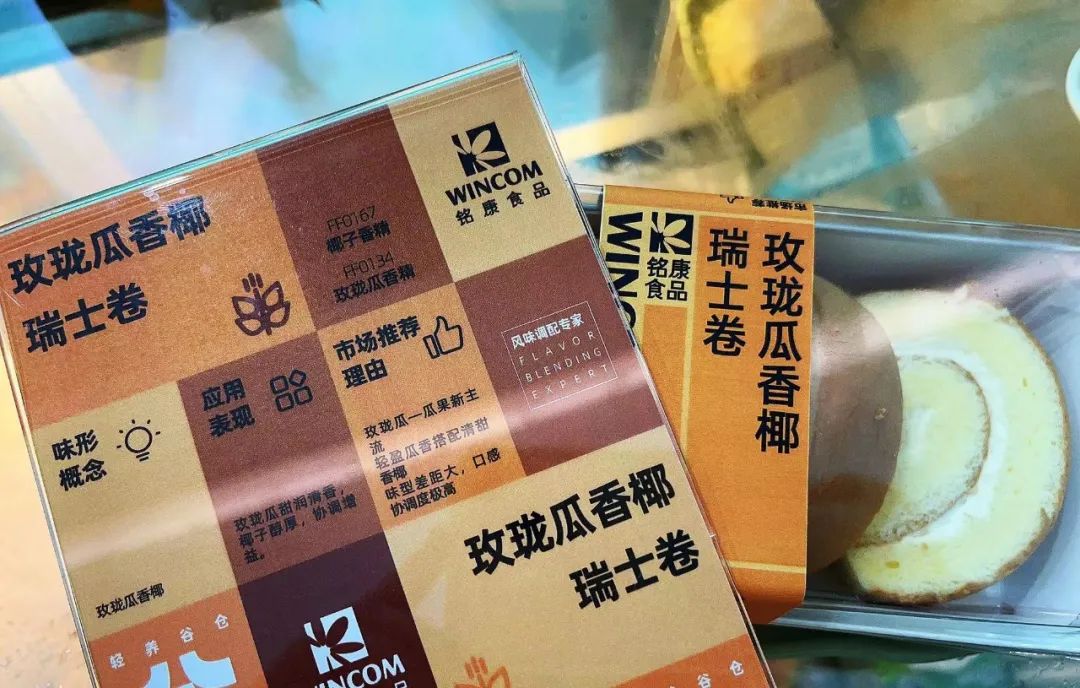 玫珑瓜香椰
瑞士卷
FF0167
椰子香精
FF0134
玫珑瓜香精
WINCOM
铭康食品
味形
概念
玫珑瓜香椰
应用
表现
玫珑瓜甜润清香，
椰子醇厚，协调增
益。
市场推荐
理由
玫珑瓜—瓜果新主
流
轻盈瓜香搭配清甜
香椰
味型差距大，口感
协调度极高
风味调配专家
FLAVOR
BLENDING
EXPERT
玫珑瓜香椰
瑞士卷
轻养谷仓
WINCOM
谷仓
市场推荐
铭康
食品
玫珑瓜香椰
瑞士卷